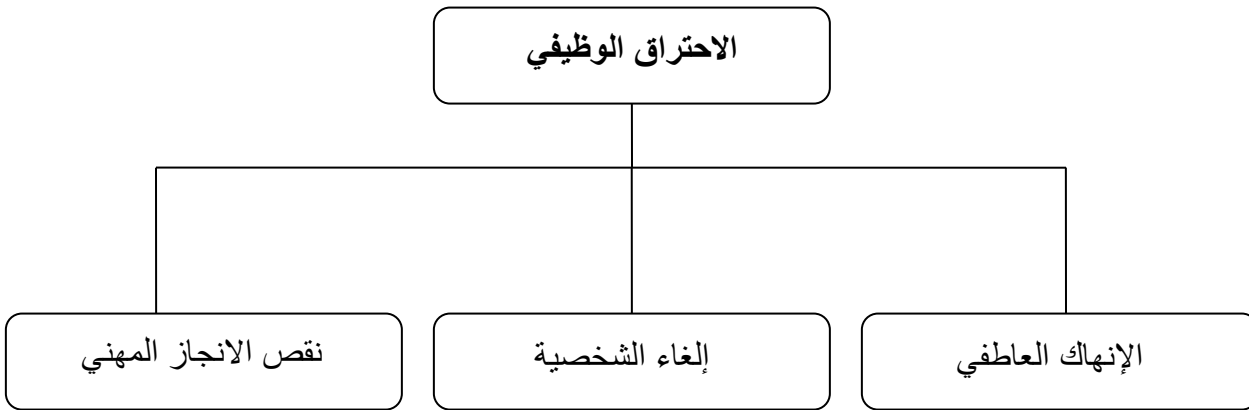 الاحتراق الوظيفي
الإنهاك العاطفي
إلغاء الشخصية
نقص الانجاز المهني